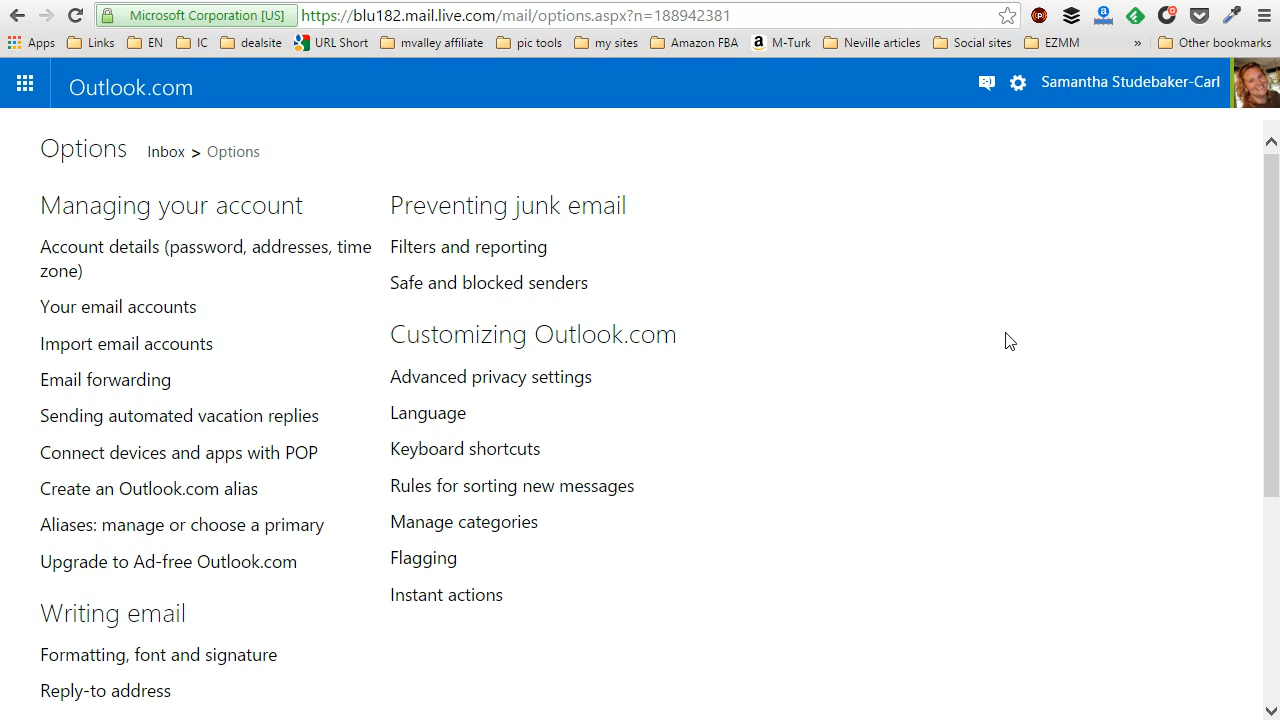 Microsoft Corporation [US] https://blu182.mail.live.com/mail/options.aspx?n=188942381
Apps Links EN IC dealsite URL Short mvalley affiliate pic tools my sites Amazon FBA a M-Turk Neville articles Social sites EZMM » Other bookmarks
Outlook.com Samantha Studebaker-Carl
Options Inbox > Options
Managing your account
Account details (password, addresses, time
zone)
Your email accounts
Import email accounts
Email forwarding
Sending automated vacation replies
Connect devices and apps with POP
Create an Outlook.com alias
Aliases: manage or choose a primary
Upgrade to Ad-free Outlook.com
Writing email
Formatting, font and signature
Reply-to address
Preventing junk email
Filters and reporting
Safe and blocked senders
Customizing Outlook.com
Advanced privacy settings
Language
Keyboard shortcuts
Rules for sorting new messages
Manage categories
Flagging
Instant actions